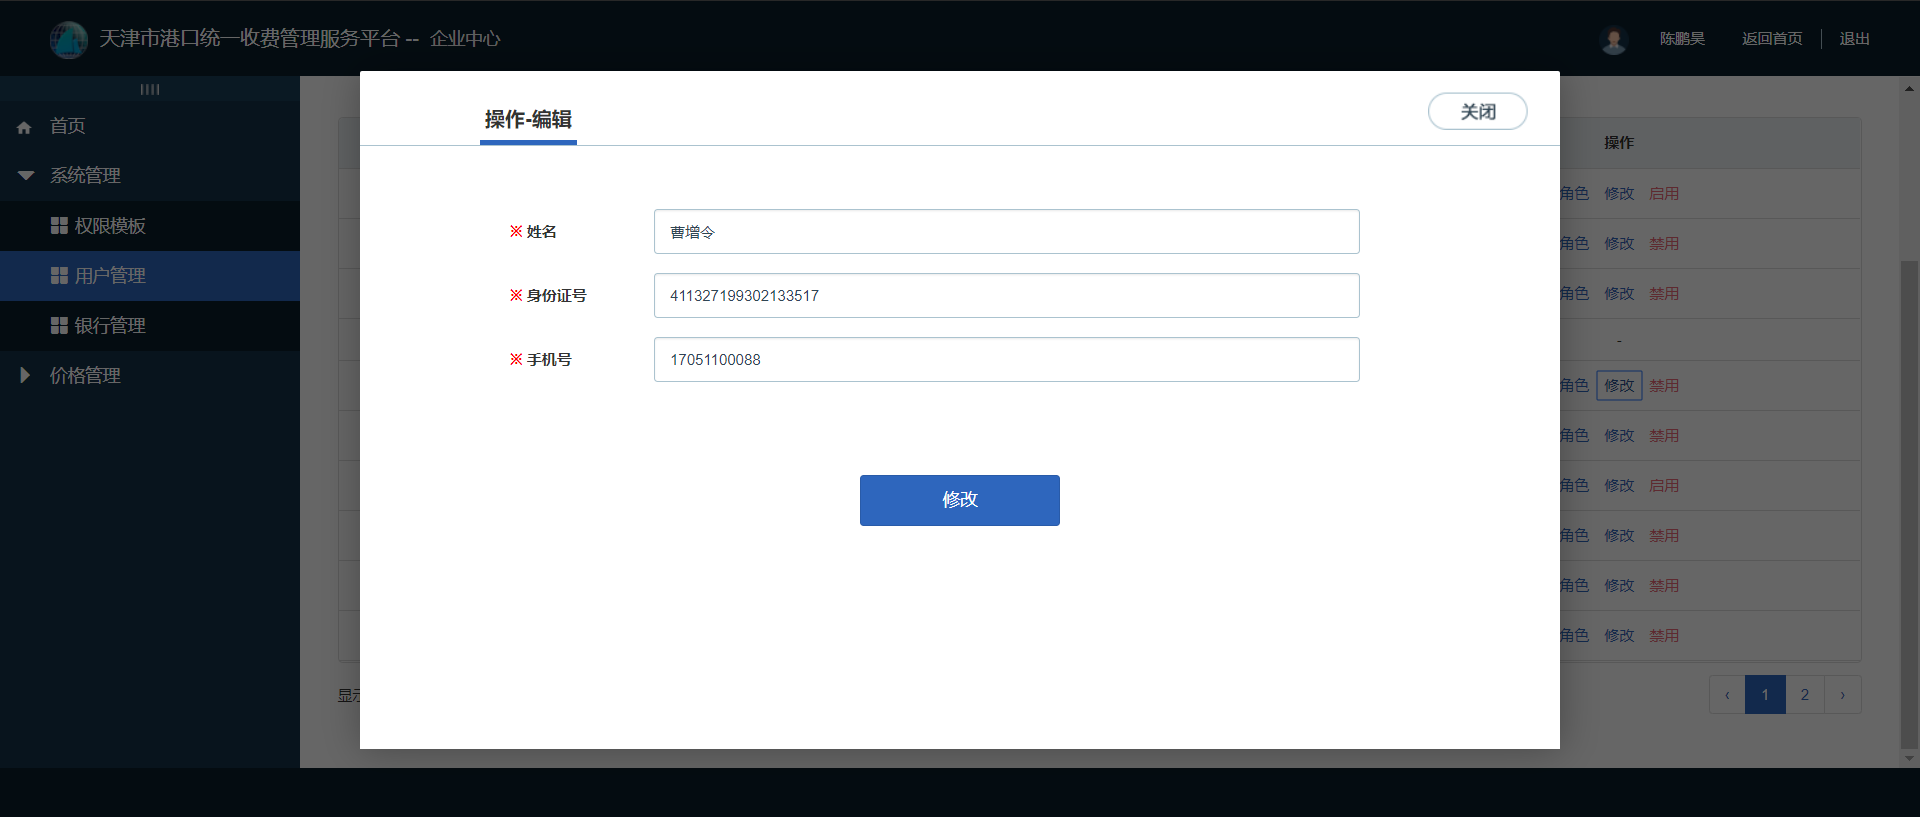 天津市港口统一收费管理服务平台 -- 企业中心
陈鹏昊 返回首页 退出
首页
系统管理
权限模板
用户管理
银行管理
价格管理
操作-编辑 关闭
※ 姓名 曹增令
※ 身份证号 411327199302133517
※ 手机号 17051100088
修改
操作
角色 修改 启用
角色 修改 禁用
角色 修改 禁用
-
角色 修改 禁用
角色 修改 禁用
角色 修改 启用
角色 修改 禁用
角色 修改 禁用
角色 修改 禁用
显示
‹ 1 2 ›